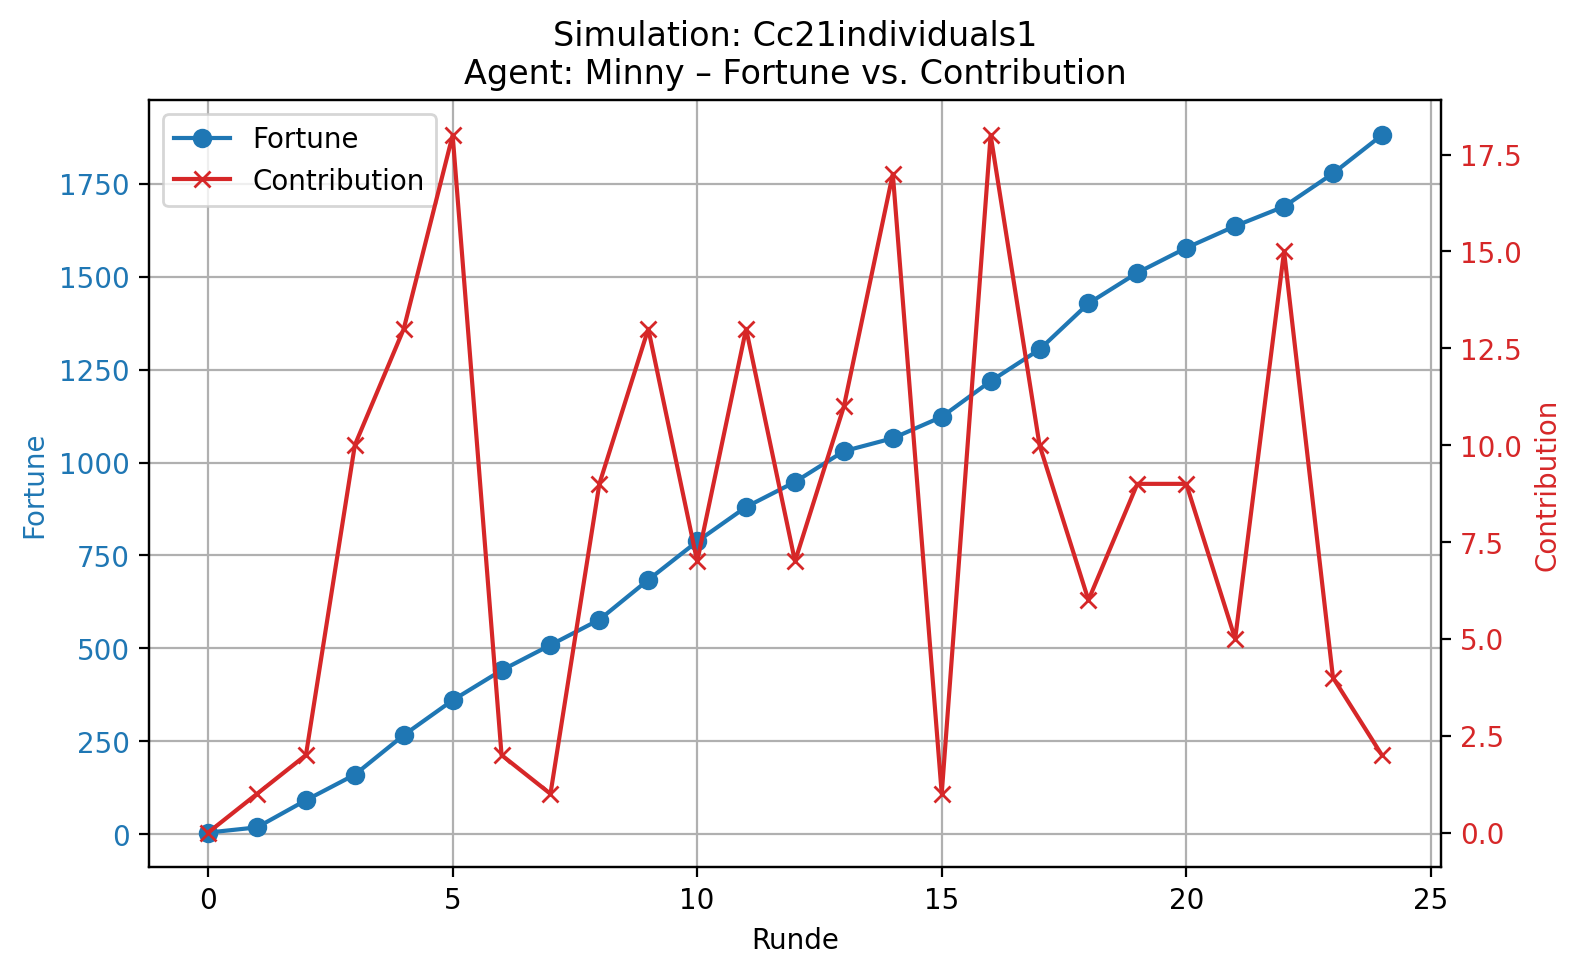 Simulation: Cc21individuals1
Agent: Minny – Fortune vs. Contribution
Fortune
Contribution
1750
1500
1250
1000
750
500
250
0
Fortune
17.5
15.0
12.5
10.0
7.5
5.0
2.5
0.0
Contribution
0 5 10 15 20 25
Runde